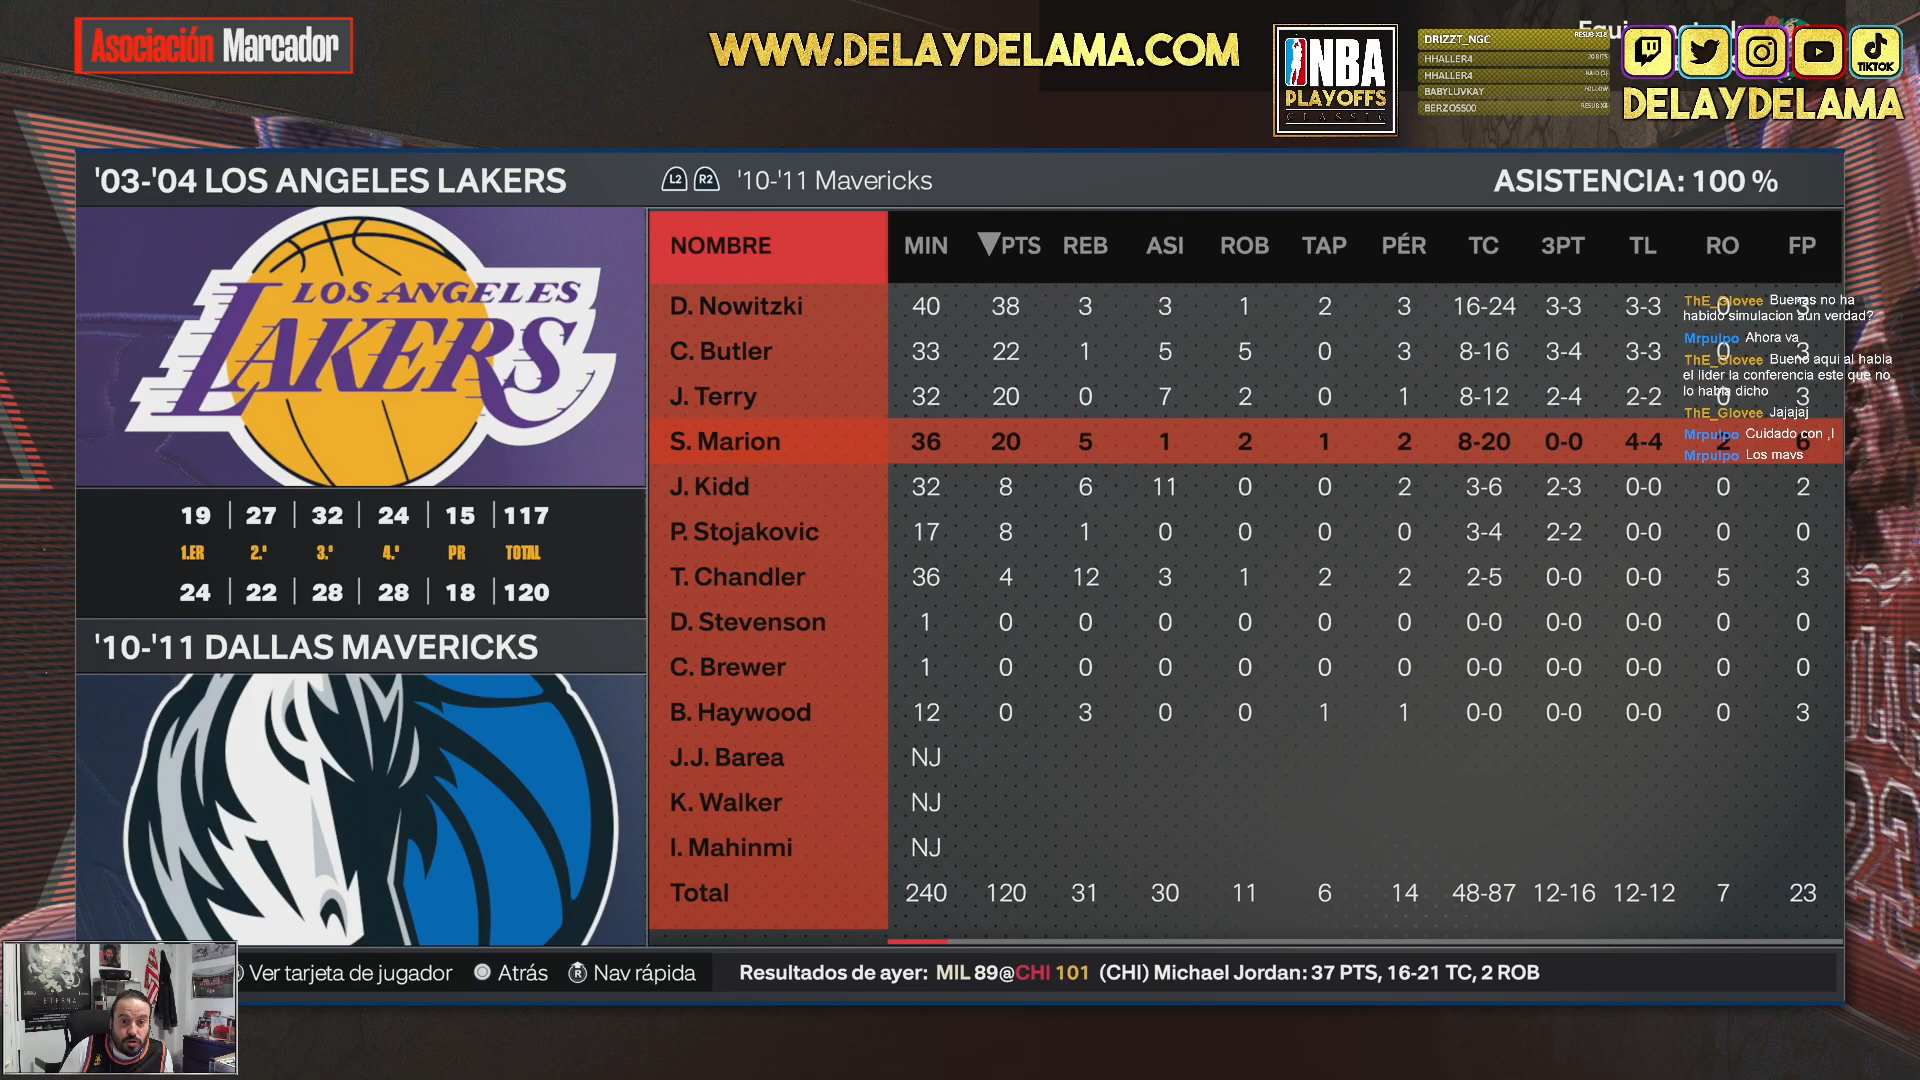 Asociación Marcador
WWW.DELAYDELAMA.COM
NBA
PLAYOFFS
CLASSIC
DRIZZT_NGC RESUB X18
HHALLER4 20 BITS
HHALLER4
BABYLUVKAY FOLLOW
BERZO5500
TIKTOK
DELAYDELAMA
'03-'04 LOS ANGELES LAKERS
L2 R2 '10-'11 Mavericks
ASISTENCIA: 100 %
LOS ANGELES
LAKERS
19 27 32 24 15 117
1.ER 2.º 3.º 4.º PR TOTAL
24 22 28 28 18 120
'10-'11 DALLAS MAVERICKS
NOMBRE MIN PTS REB ASI ROB TAP PÉR TC 3PT TL RO FP
D. Nowitzki 40 38 3 3 1 2 3 16-24 3-3 3-3 0 3
C. Butler 33 22 1 5 5 0 3 8-16 3-4 3-3 0 3
J. Terry 32 20 0 7 2 0 1 8-12 2-4 2-2 0 3
S. Marion 36 20 5 1 2 1 2 8-20 0-0 4-4 2 6
J. Kidd 32 8 6 11 0 0 2 3-6 2-3 0-0 0 2
P. Stojakovic 17 8 1 0 0 0 0 3-4 2-2 0-0 0 0
T. Chandler 36 4 12 3 1 2 2 2-5 0-0 0-0 5 3
D. Stevenson 1 0 0 0 0 0 0 0-0 0-0 0-0 0 0
C. Brewer 1 0 0 0 0 0 0 0-0 0-0 0-0 0 0
B. Haywood 12 0 3 0 0 1 1 0-0 0-0 0-0 0 3
J.J. Barea NJ
K. Walker NJ
I. Mahinmi NJ
Total 240 120 31 30 11 6 14 48-87 12-16 12-12 7 23
ThE_Glovee Buenas no ha
habido simulacion aun verdad?
Mrpulpo Ahora va
ThE_Glovee Bueno aqui al habla
el lider la conferencia este que no
lo habia dicho
ThE_Glovee Jajajaj
Mrpulpo Cuidado con ,l
Mrpulpo Los mavs
Ver tarjeta de jugador Atrás R Nav rápida
Resultados de ayer: MIL 89@CHI 101 (CHI) Michael Jordan: 37 PTS, 16-21 TC, 2 ROB